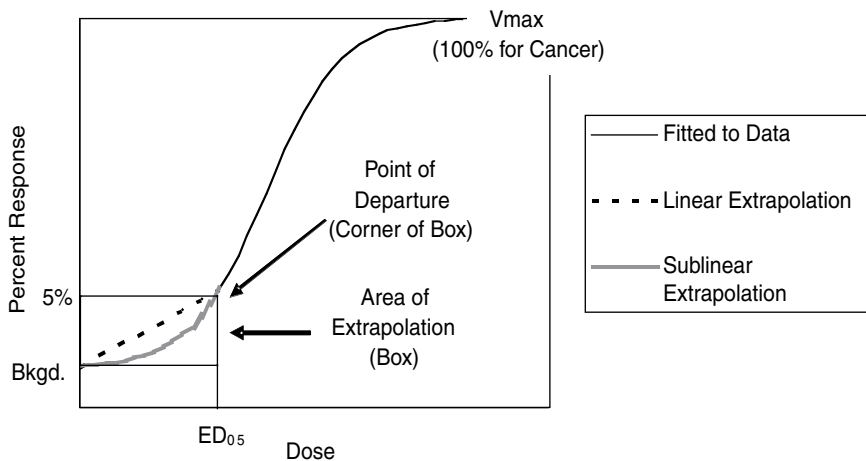 Vmax
(100% for Cancer)
Percent Response
Point of
Departure
(Corner of Box)
5%
Area of
Extrapolation
(Box)
Bkgd.
ED05
Dose
Fitted to Data
Linear Extrapolation
Sublinear
Extrapolation